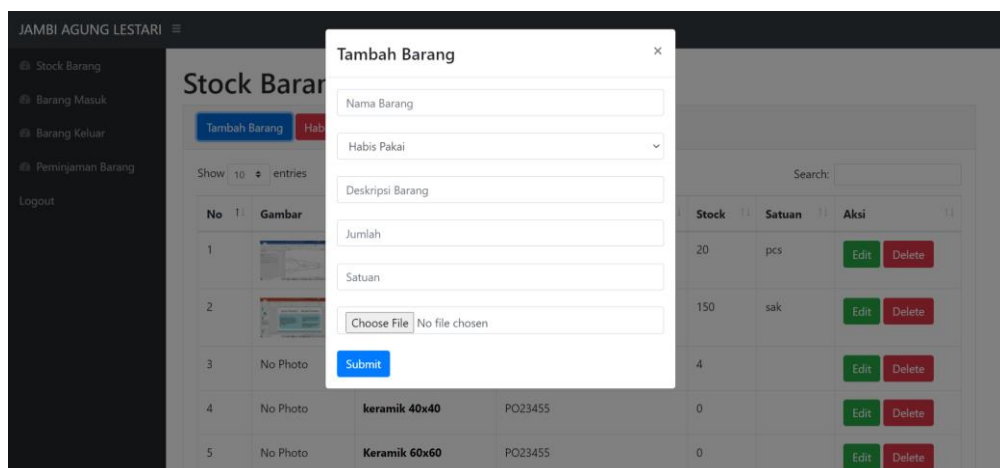 JAMBI AGUNG LESTARI
Tambah Barang ×
Stock Barang
Stock Baran
Nama Barang
Barang Masuk
Tambah Barang Hab
Barang Keluar
Habis Pakai
Peminjaman Barang
Show 10 entries Search:
Deskripsi Barang
Logout
No Gambar Stock Satuan Aksi
Jumlah
1 20 pcs Edit Delete
Satuan
2 150 sak Edit Delete
Choose File No file chosen
3 No Photo 4 Edit Delete
Submit
4 No Photo keramik 40x40 PO23455 0 Edit Delete
5 No Photo Keramik 60x60 PO23455 0 Edit Delete